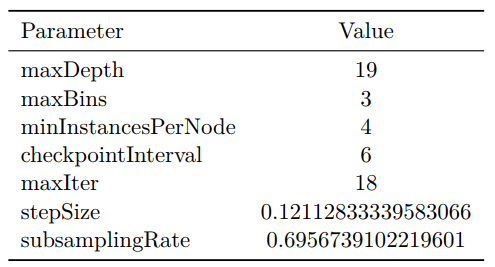 Parameter Value
maxDepth 19
maxBins 3
minInstancesPerNode 4
checkpointInterval 6
maxIter 18
stepSize 0.12112833339583066
subsamplingRate 0.6956739102219601